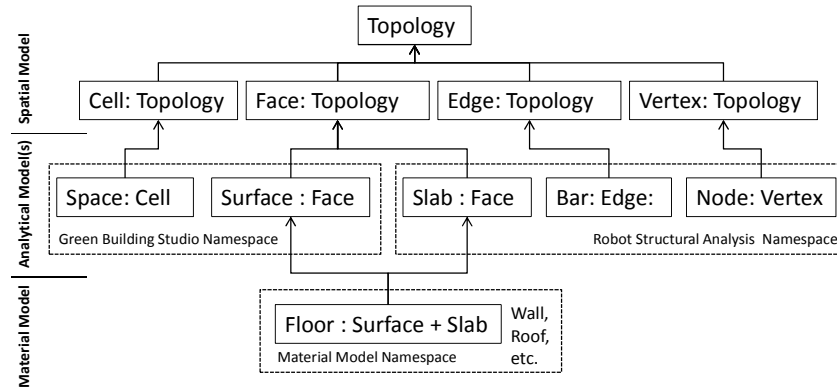 Topology
Spatial Model
Cell: Topology
Face: Topology
Edge: Topology
Vertex: Topology
Analytical Model(s)
Space: Cell
Surface : Face
Slab : Face
Bar: Edge:
Node: Vertex
Green Building Studio Namespace
Robot Structural Analysis Namespace
Material Model
Floor : Surface + Slab
Wall,
Roof,
etc.
Material Model Namespace